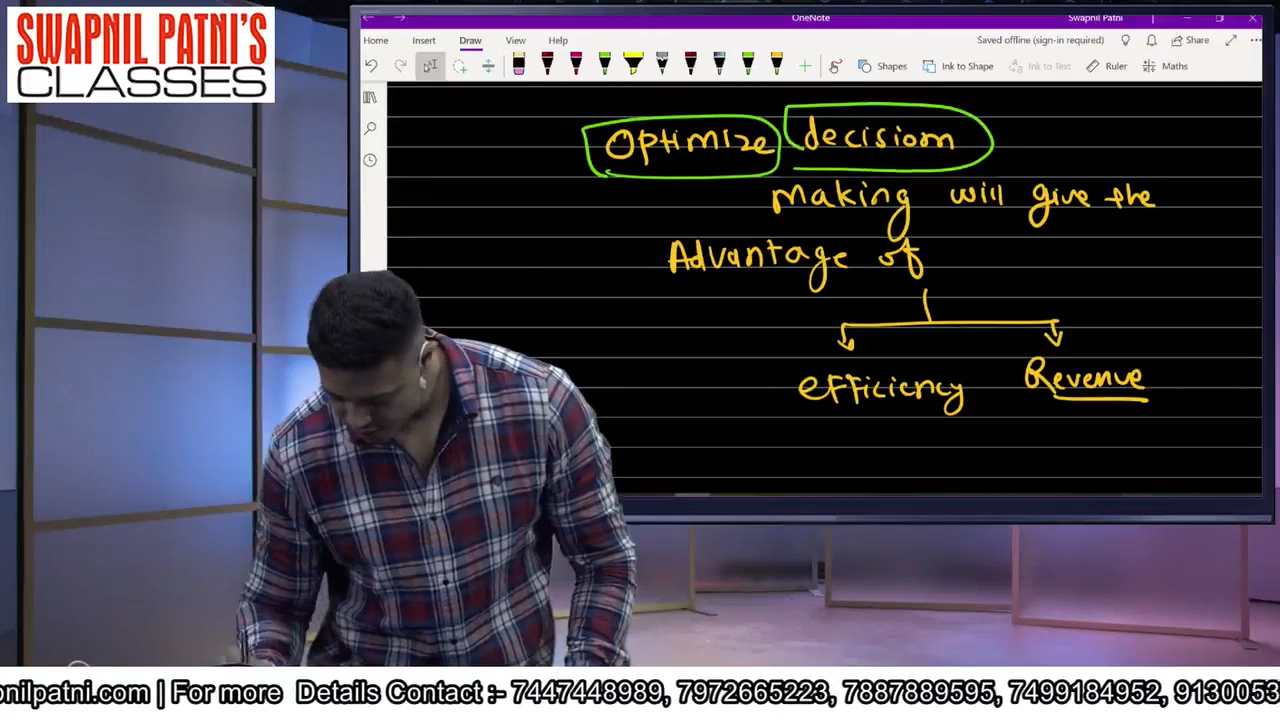 SWAPNIL PATNI'S
CLASSES
OneNote
Swapnil Patni
Home Insert Draw View Help
Saved offline (sign-in required)
Share
Shapes Ink to Shape Ink to Text Ruler Maths
Optimize decision
Making will give the
Advantage of
efficiency Revenue
onilpatni.com | For more Details Contact :- 7447448989, 7972665223, 7887889595, 7499184952, 9130053